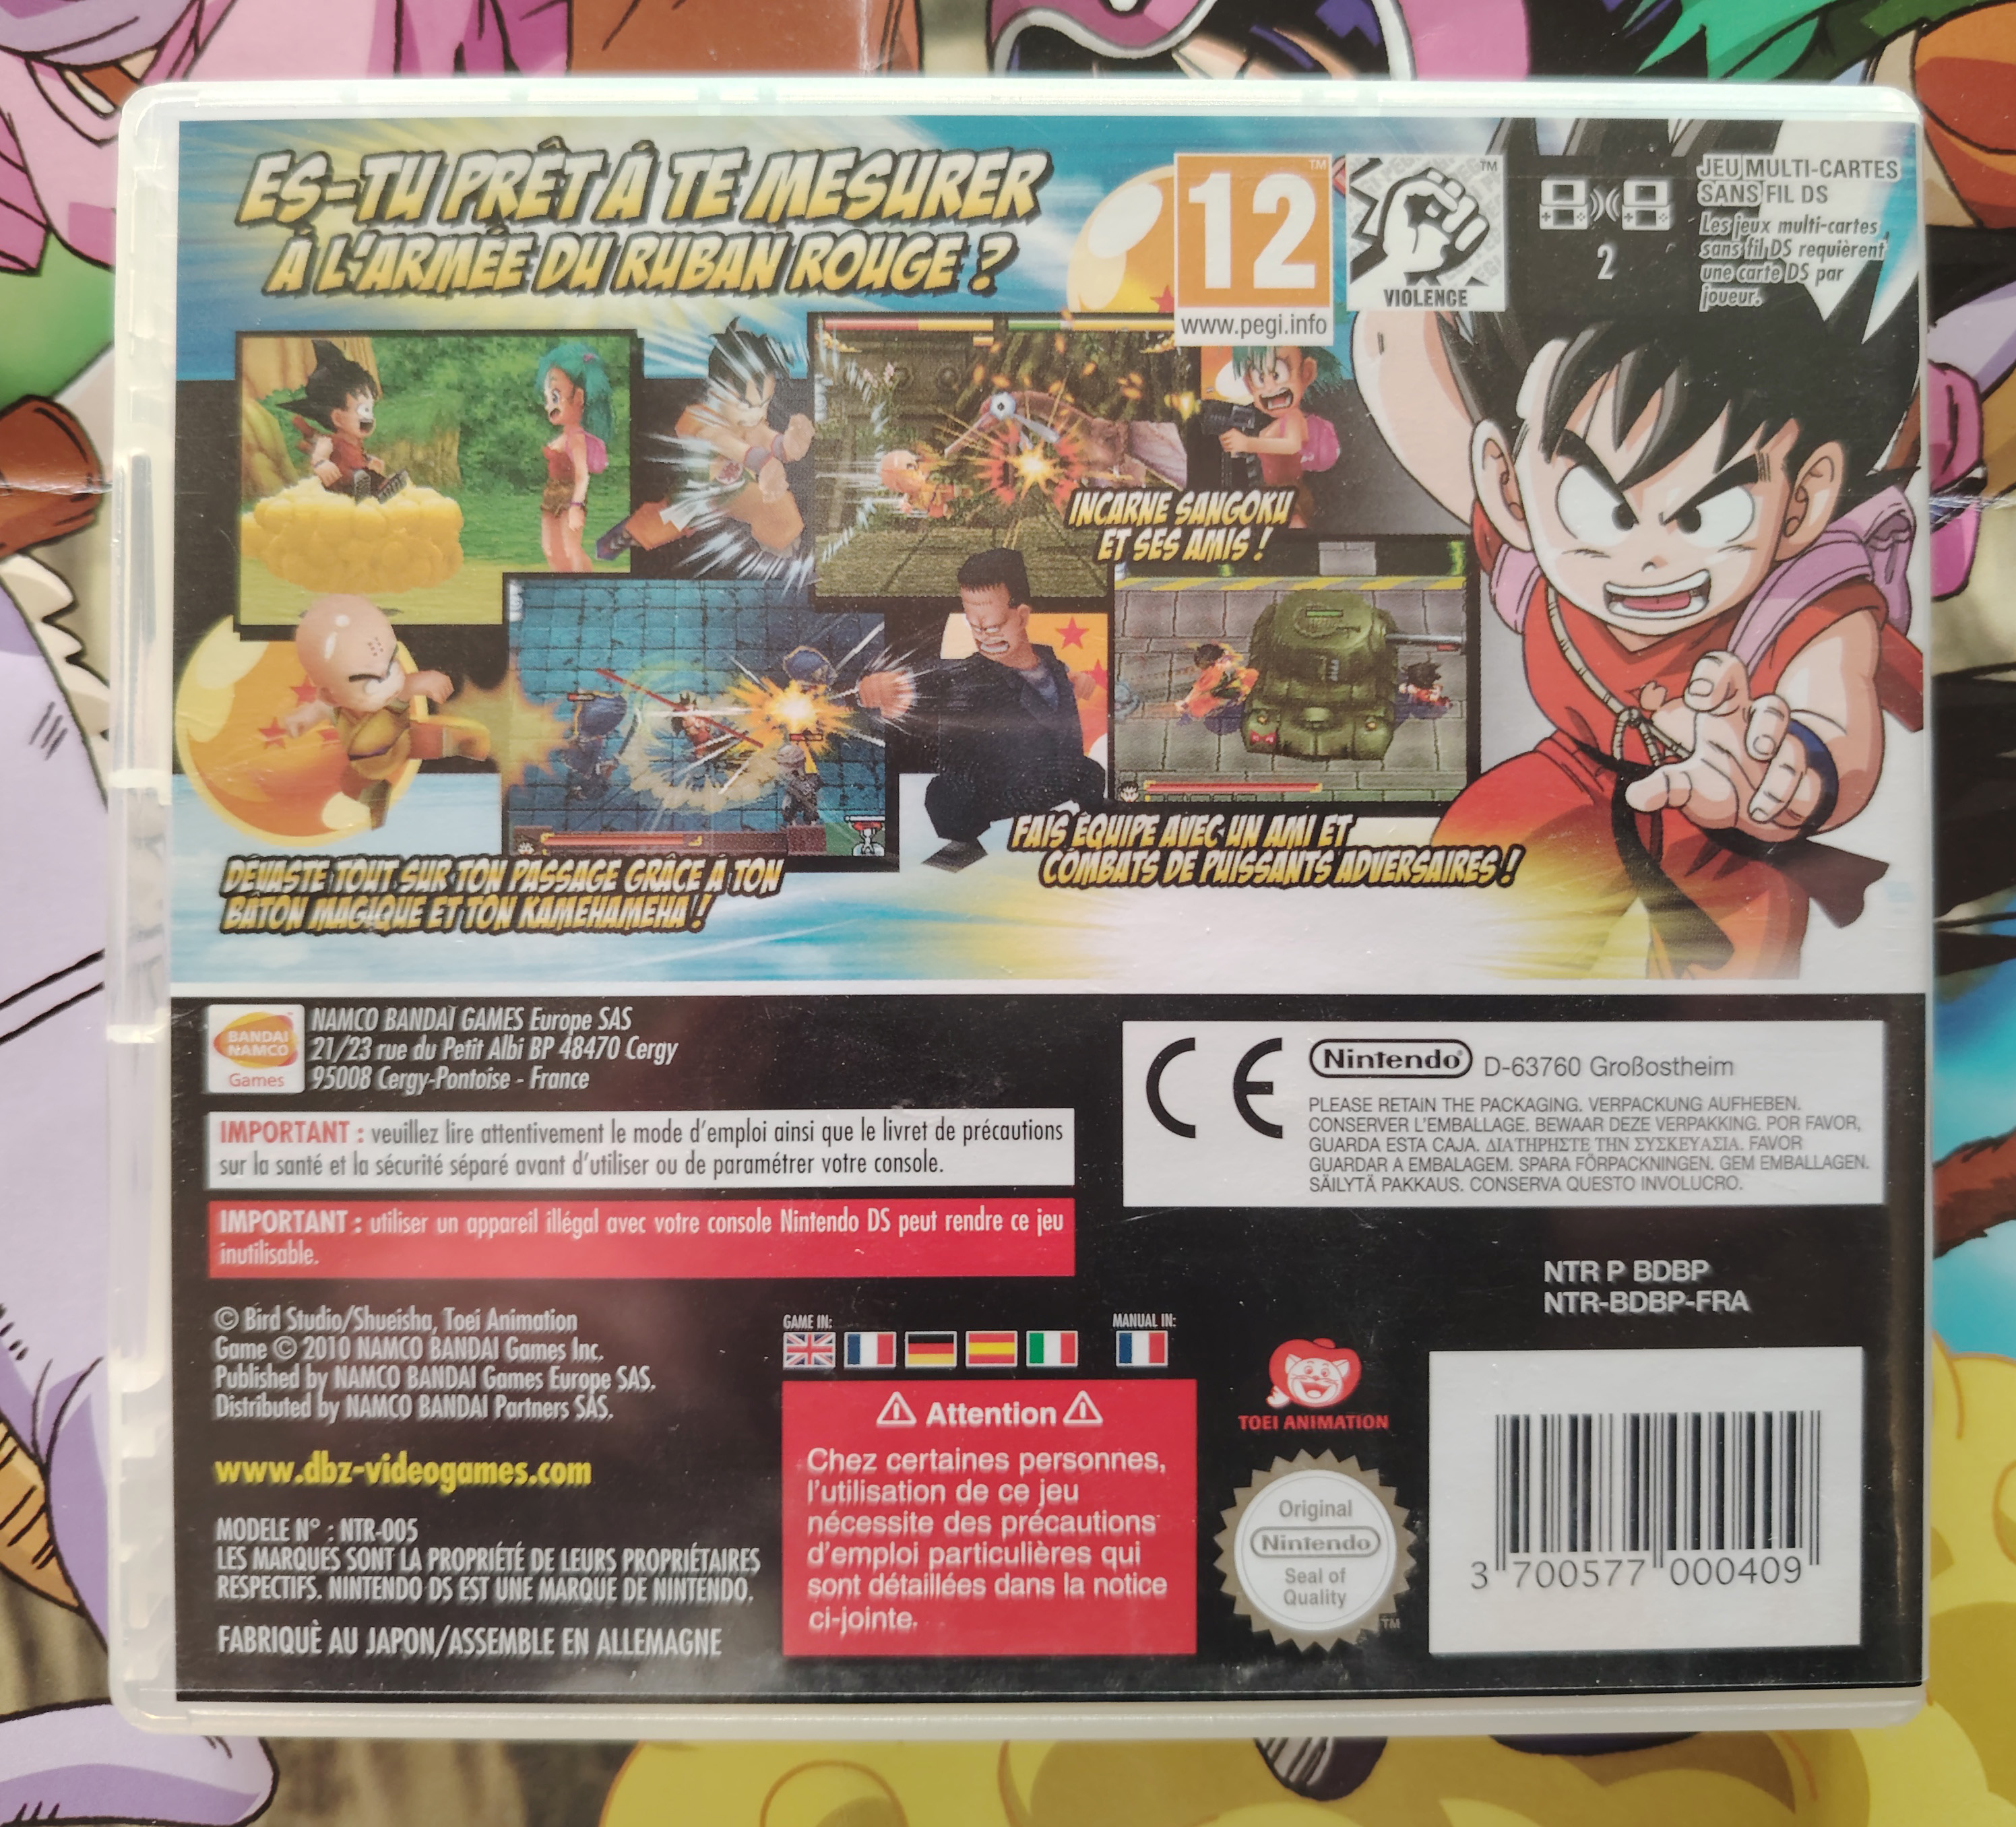 ES-TU PRÊT À TE MESURER
À L'ARMÉE DU RUBAN ROUGE ?
12
™
www.pegi.info
™
VIOLENCE
2
JEU MULTI-CARTES
SANS FIL DS
Les jeux multi-cartes
sans fil DS requièrent
une carte DS par
joueur.
INCARNE SANGOKU
ET SES AMIS !
FAIS ÉQUIPE AVEC UN AMI ET
COMBATS DE PUISSANTS ADVERSAIRES !
DÉVASTE TOUT SUR TON PASSAGE GRÂCE À TON
BÂTON MAGIQUE ET TON KAMEHAMEHA !
BANDAI
NAMCO
Games
NAMCO BANDAÏ GAMES Europe SAS
21/23 rue du Petit Albi BP 48470 Cergy
95008 Cergy-Pontoise - France
IMPORTANT : veuillez lire attentivement le mode d'emploi ainsi que le livret de précautions
sur la santé et la sécurité séparé avant d'utiliser ou de paramétrer votre console.
IMPORTANT : utiliser un appareil illégal avec votre console Nintendo DS peut rendre ce jeu
inutilisable.
CE
Nintendo® D-63760 Großostheim
PLEASE RETAIN THE PACKAGING. VERPACKUNG AUFHEBEN.
CONSERVER L'EMBALLAGE. BEWAAR DEZE VERPAKKING. POR FAVOR,
GUARDA ESTA CAJA. ΔΙΑΤΗΡΗΣΤΕ ΤΗΝ ΣΥΣΚΕΥΑΣΙΑ. FAVOR
GUARDAR A EMBALAGEM. SPARA FÖRPACKNINGEN. GEM EMBALLAGEN.
SÄILYTÄ PAKKAUS. CONSERVA QUESTO INVOLUCRO.
NTR P BDBP
NTR-BDBP-FRA
© Bird Studio/Shueisha, Toei Animation
Game © 2010 NAMCO BANDAI Games Inc.
Published by NAMCO BANDAI Games Europe SAS.
Distributed by NAMCO BANDAI Partners SAS.
www.dbz-videogames.com
MODELE N° : NTR-005
LES MARQUES SONT LA PROPRIÉTÉ DE LEURS PROPRIÉTAIRES
RESPECTIFS. NINTENDO DS EST UNE MARQUE DE NINTENDO.
FABRIQUÈ AU JAPON/ASSEMBLE EN ALLEMAGNE
GAME IN:
MANUAL IN:
Attention
Chez certaines personnes,
l'utilisation de ce jeu
nécessite des précautions
d'emploi particulières qui
sont détaillées dans la notice
ci-jointe.
TOEI ANIMATION
Original
Nintendo
Seal of
Quality
™
3 700577 000409